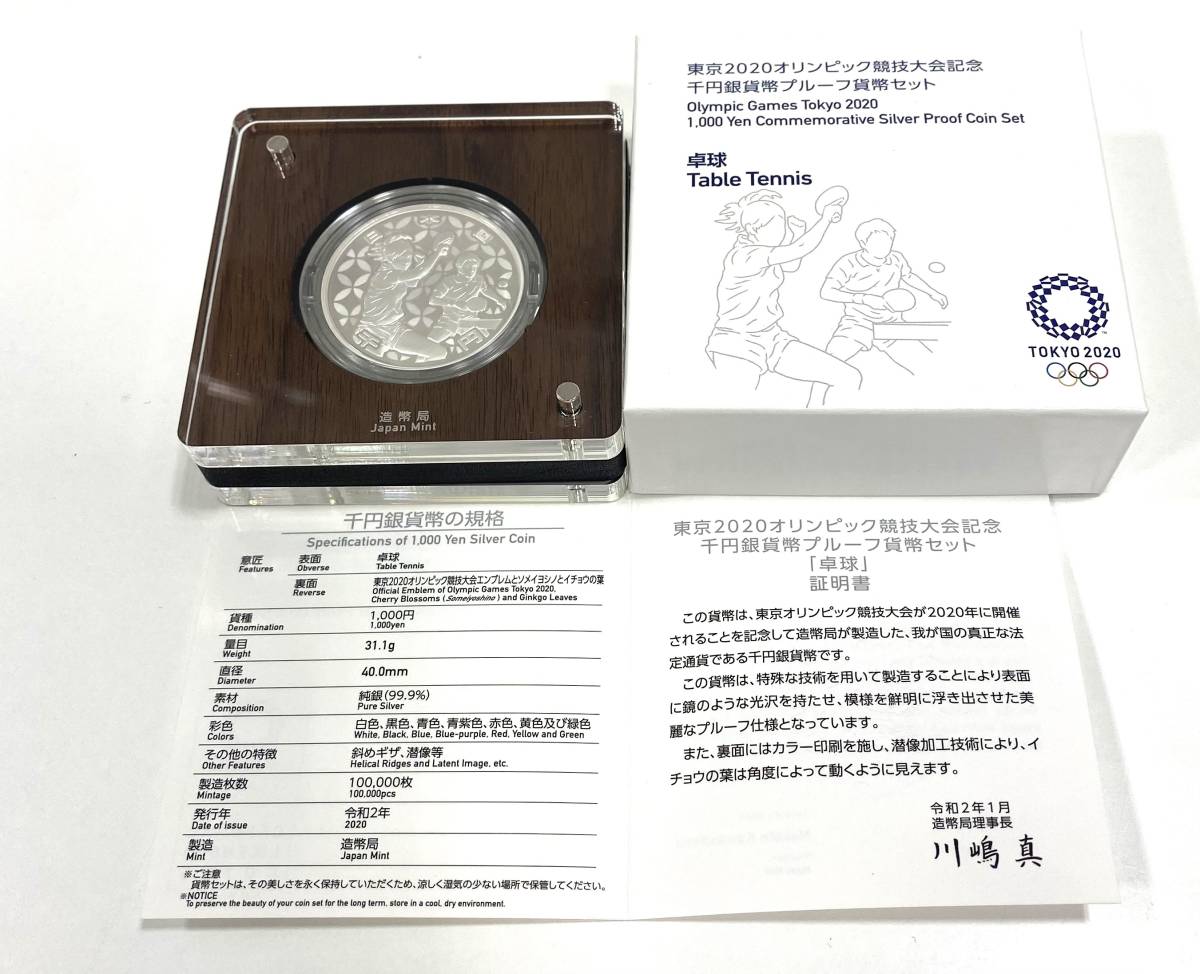 東京2020オリンピック競技大会記念
千円銀貨幣プルーフ貨幣セット
Olympic Games Tokyo 2020
1,000 Yen Commemorative Silver Proof Coin Set
卓球
Table Tennis
TOKYO 2020
日 本 国
千 円
造幣局
Japan Mint
千円銀貨幣の規格
Specifications of 1,000 Yen Silver Coin
意匠 表面 卓球
Features Obverse Table Tennis
裏面 東京2020オリンピック競技大会エンブレムとソメイヨシノとイチョウの葉
Reverse Official Emblem of Olympic Games Tokyo 2020,
Cherry Blossoms (Someiyoshino) and Ginkgo Leaves
貨種 1,000円
Denomination 1,000yen
量目 31.1g
Weight
直径 40.0mm
Diameter
素材 純銀(99.9%)
Composition Pure Silver
彩色 白色、黒色、青色、青紫色、赤色、黄色及び緑色
Colors White, Black, Blue, Blue-purple, Red, Yellow and Green
その他の特徴 斜めギザ、潜像等
Other Features Helical Ridges and Latent Image, etc.
製造枚数 100,000枚
Mintage 100,000pcs
発行年 令和2年
Date of issue 2020
製造 造幣局
Mint Japan Mint
※ご注意
貨幣セットは、その美しさを永く保持していただくため、涼しく湿気の少ない場所で保管してください。
※NOTICE
To preserve the beauty of your coin set for the long term, store in a cool, dry environment.
東京2020オリンピック競技大会記念
千円銀貨幣プルーフ貨幣セット
「卓球」
証明書
この貨幣は、東京オリンピック競技大会が2020年に開催
されることを記念して造幣局が製造した、我が国の真正な法
定通貨である千円銀貨幣です。
この貨幣は、特殊な技術を用いて製造することにより表面
に鏡のような光沢を持たせ、模様を鮮明に浮き出させた美
麗なプルーフ仕様となっています。
また、裏面にはカラー印刷を施し、潜像加工技術により、イ
チョウの葉は角度によって動くように見えます。
令和2年1月
造幣局理事長
川嶋 真